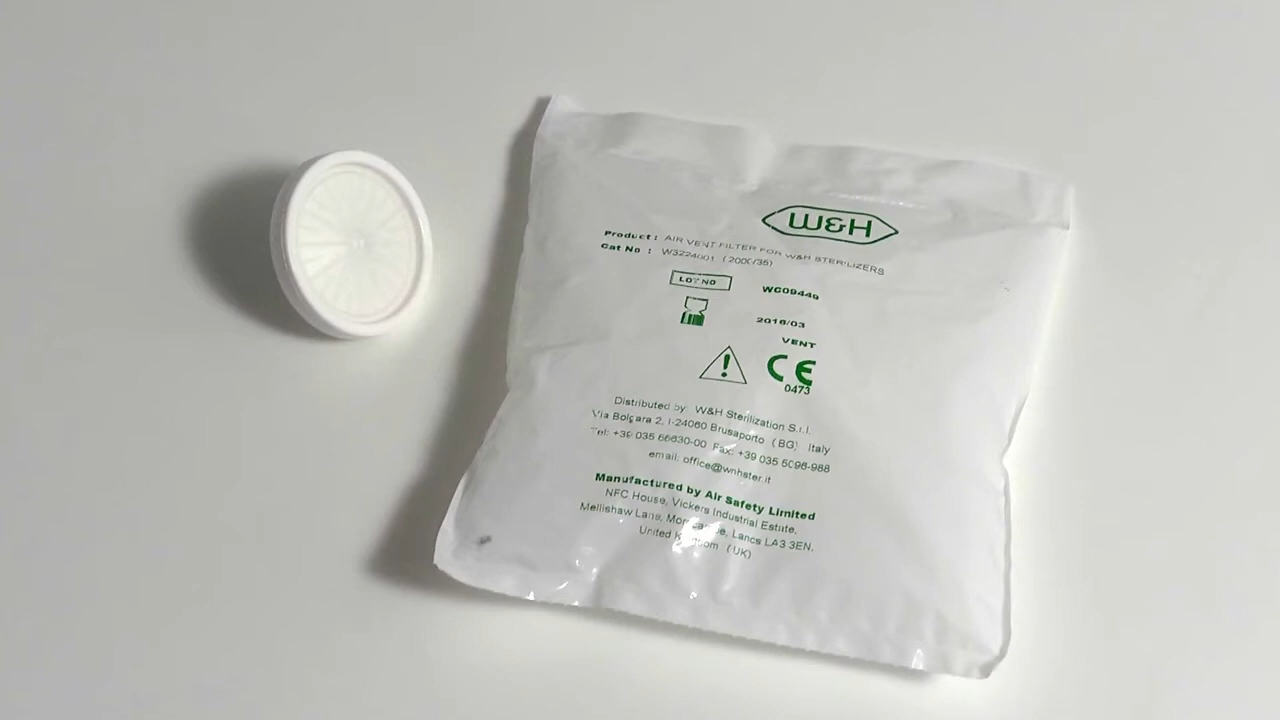 W&H
Product : AIR VENT FILTER FOR W&H STERILIZERS
Cat No : W3224001 (2000/35)
LOT NO WC09449
2016/03
VENT
CE
0473
Distributed by: W&H Sterilization S.r.l.
Via Bolgara 2, I-24060 Brusaporto (BG) Italy
Tel: +39 035 66630-00 Fax: +39 035 5096-988
email: office@wnhster.it
Manufactured by Air Safety Limited
NFC House, Vickers Industrial Estate,
Mellishaw Lane, Morecambe, Lancs LA3 3EN,
United Kingdom (UK)